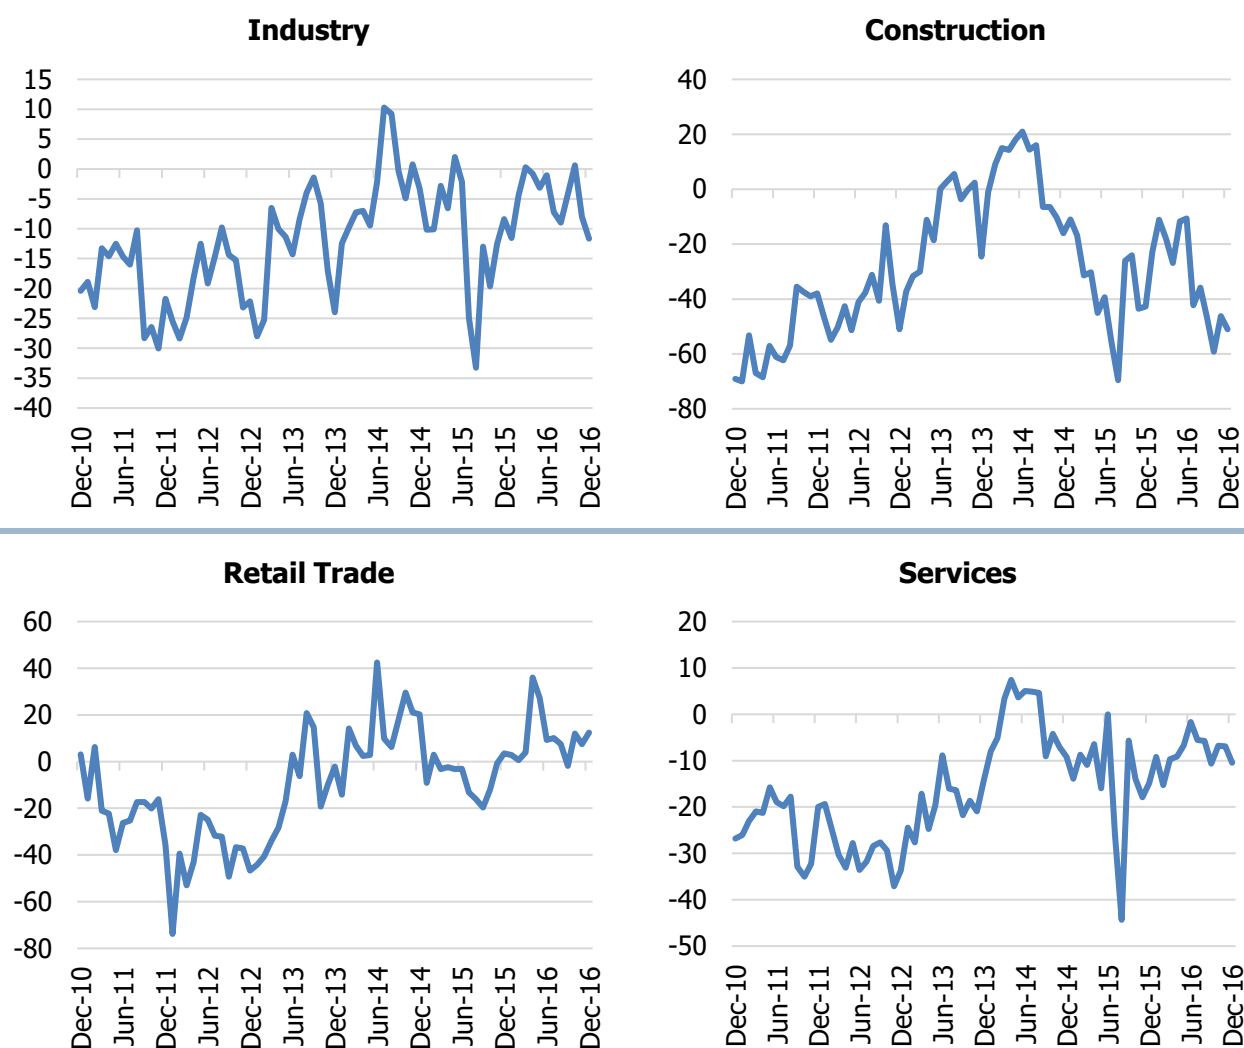 Industry
15
10
5
0
-5
-10
-15
-20
-25
-30
-35
-40
Dec-10
Jun-11
Dec-11
Jun-12
Dec-12
Jun-13
Dec-13
Jun-14
Dec-14
Jun-15
Dec-15
Jun-16
Dec-16
Construction
40
20
0
-20
-40
-60
-80
Dec-10
Jun-11
Dec-11
Jun-12
Dec-12
Jun-13
Dec-13
Jun-14
Dec-14
Jun-15
Dec-15
Jun-16
Dec-16
Retail Trade
60
40
20
0
-20
-40
-60
-80
Dec-10
Jun-11
Dec-11
Jun-12
Dec-12
Jun-13
Dec-13
Jun-14
Dec-14
Jun-15
Dec-15
Jun-16
Dec-16
Services
20
10
0
-10
-20
-30
-40
-50
Dec-10
Jun-11
Dec-11
Jun-12
Dec-12
Jun-13
Dec-13
Jun-14
Dec-14
Jun-15
Dec-15
Jun-16
Dec-16